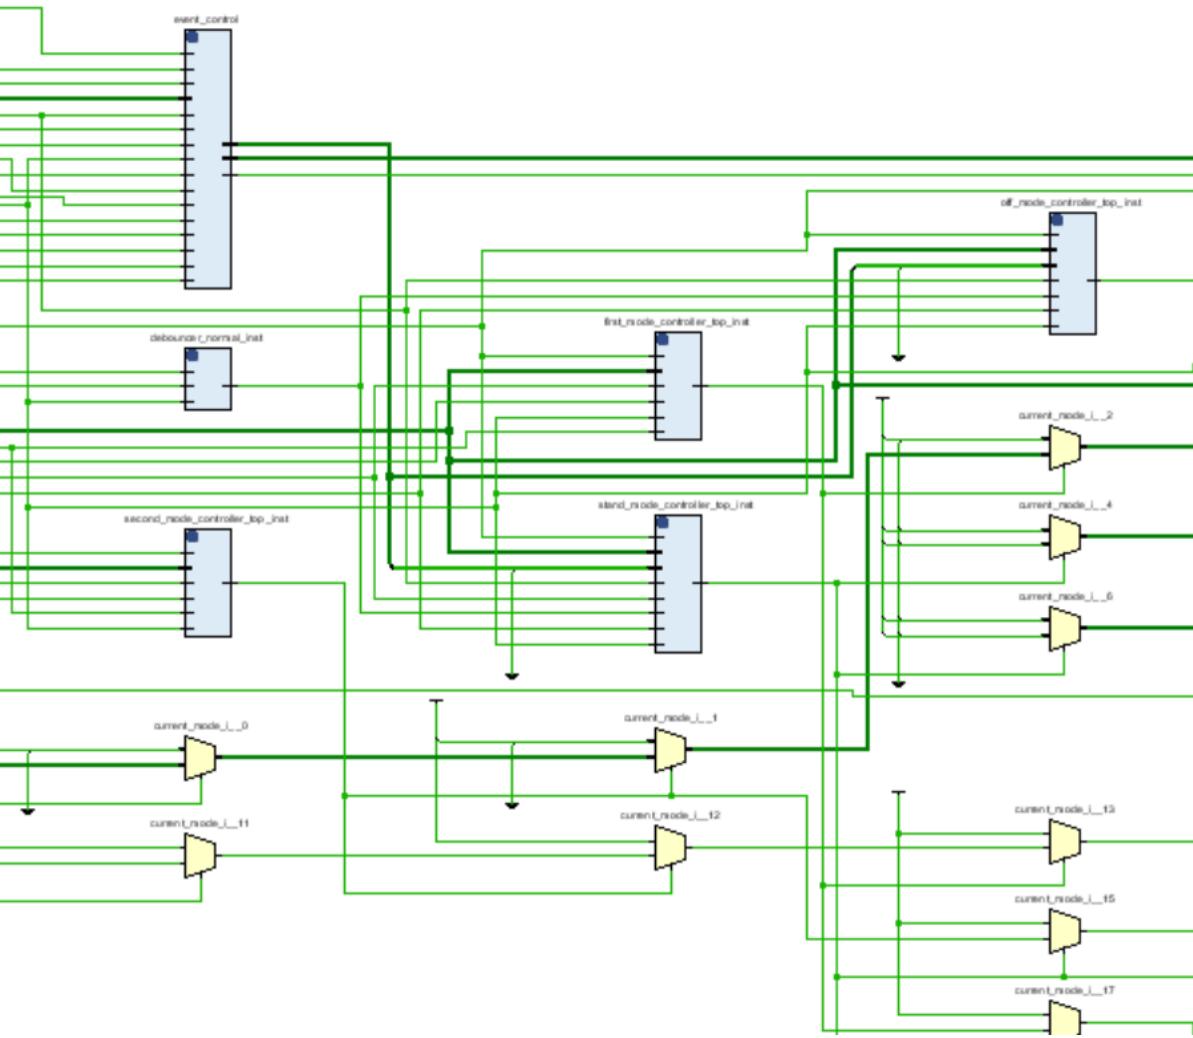 event_control
off_mode_controller_top_inst
first_mode_controller_top_inst
debouncer_normal_inst
current_mode_i__2
stand_mode_controller_top_inst
current_mode_i__4
second_mode_controller_top_inst
current_mode_i__6
current_mode_i__1
current_mode_i__0
current_mode_i__13
current_mode_i__12
current_mode_i__11
current_mode_i__15
current_mode_i__17